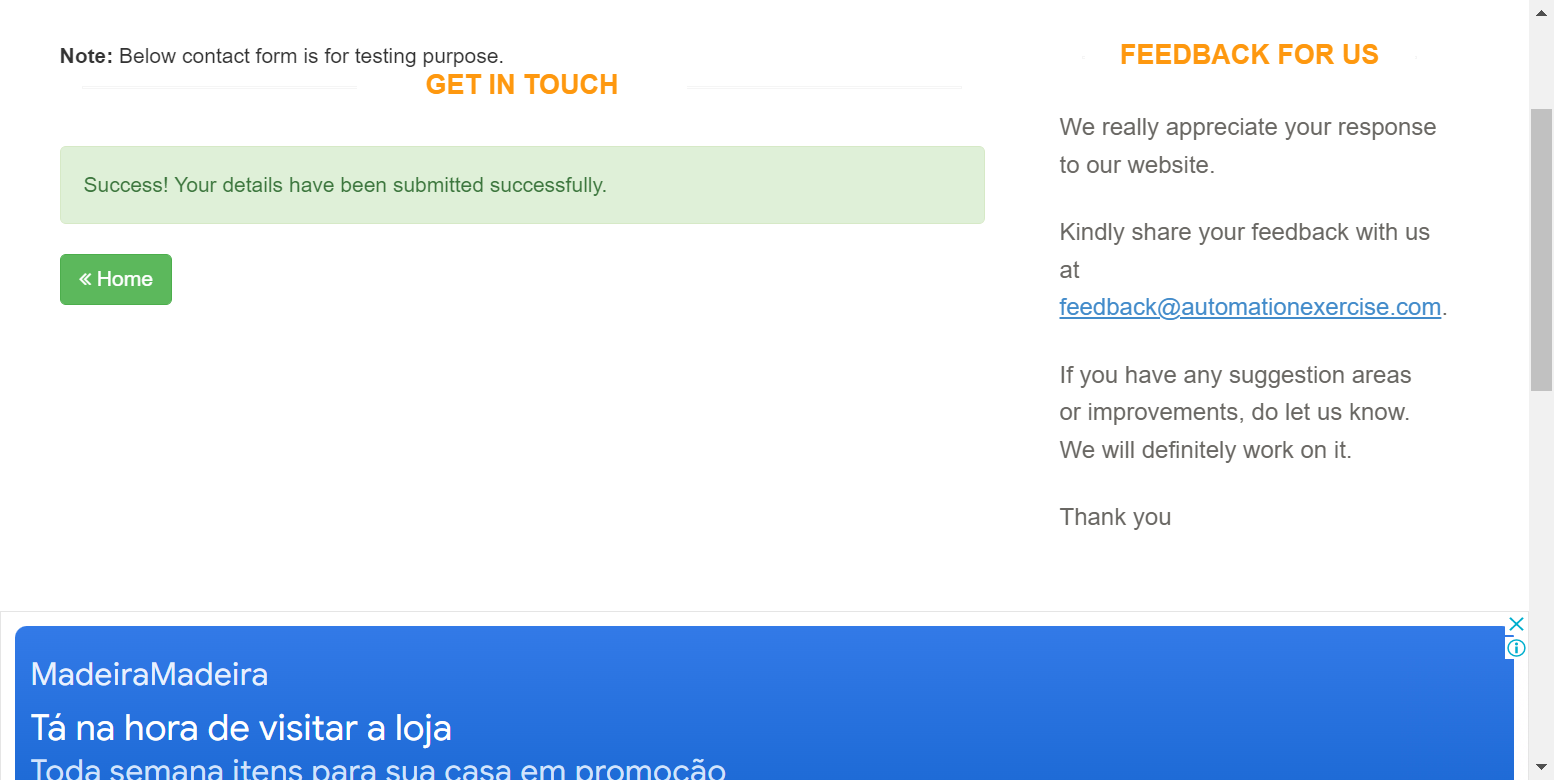 Note: Below contact form is for testing purpose.
GET IN TOUCH
Success! Your details have been submitted successfully.
« Home
FEEDBACK FOR US
We really appreciate your response
to our website.
Kindly share your feedback with us
at
feedback@automationexercise.com.
If you have any suggestion areas
or improvements, do let us know.
We will definitely work on it.
Thank you
MadeiraMadeira
Tá na hora de visitar a loja
Toda semana itens para sua casa em promoção